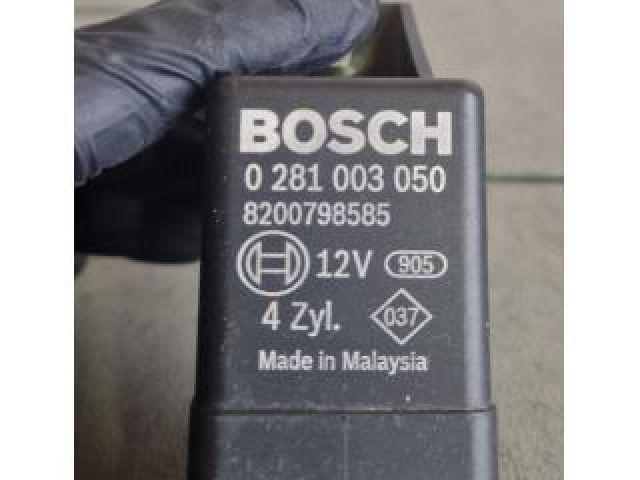 BOSCH
0 281 003 050
8200798585
12V 905
4 Zyl. 037
Made in Malaysia